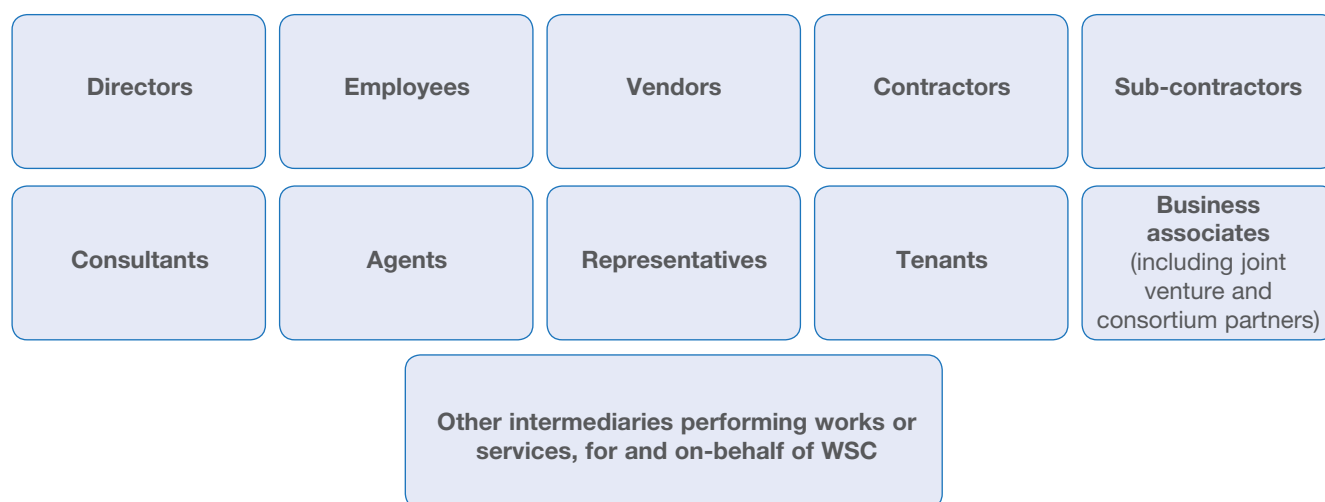 Directors
Employees
Vendors
Contractors
Sub-contractors
Consultants
Agents
Representatives
Tenants
Business
associates
(including joint
venture and
consortium partners)
Other intermediaries performing works or
services, for and on-behalf of WSC